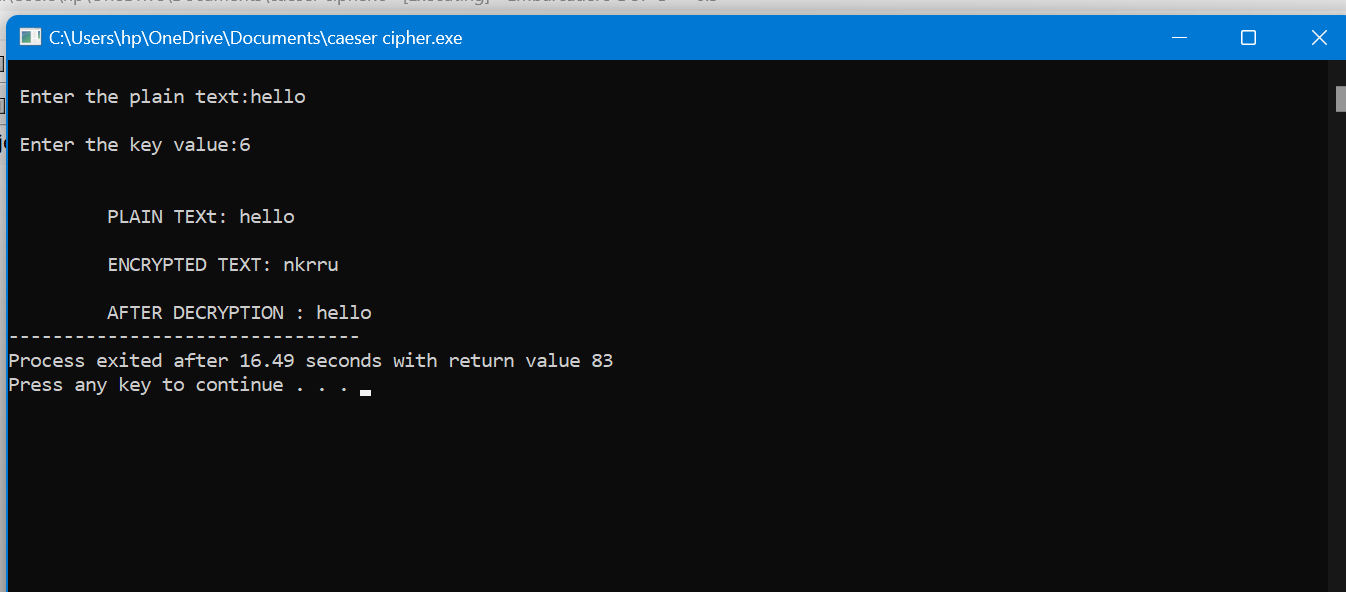 C:\Users\hp\OneDrive\Documents\caeser cipher.exe
Enter the plain text:hello
Enter the key value:6
PLAIN TEXt: hello
ENCRYPTED TEXT: nkrru
AFTER DECRYPTION : hello
--------------------------------
Process exited after 16.49 seconds with return value 83
Press any key to continue . . .